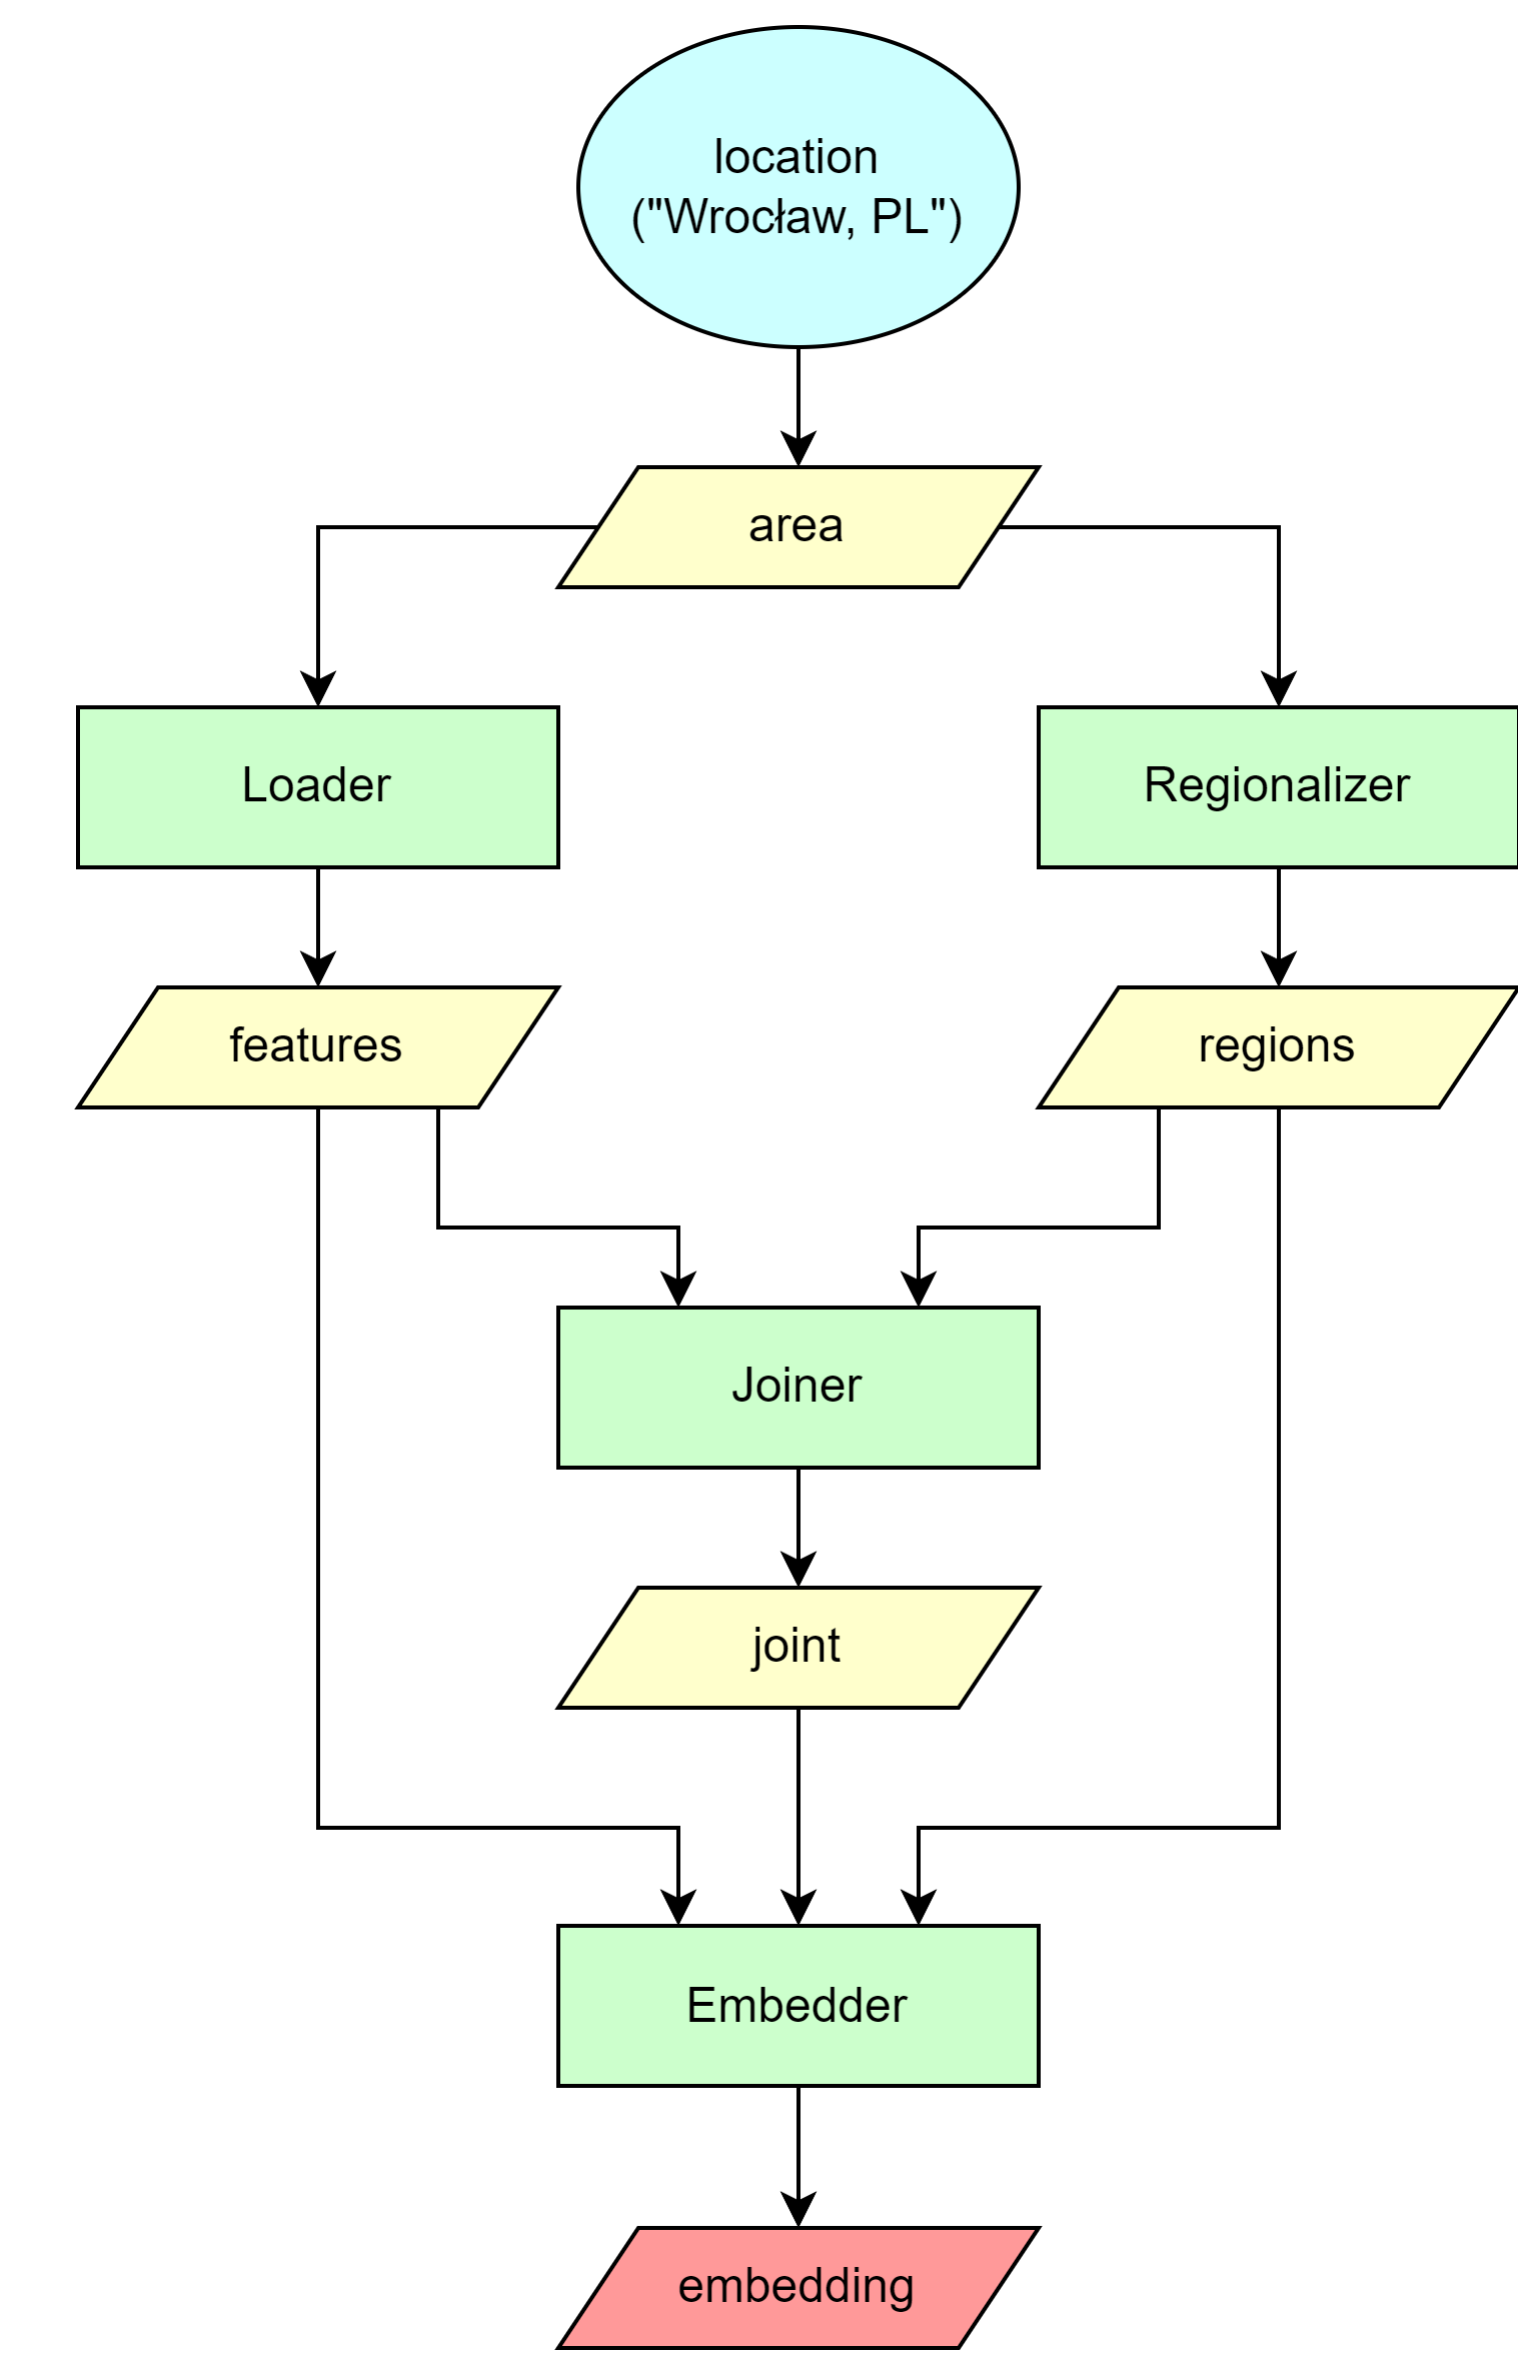 location
("Wrocław, PL")
area
Loader
Regionalizer
features
regions
Joiner
joint
Embedder
embedding